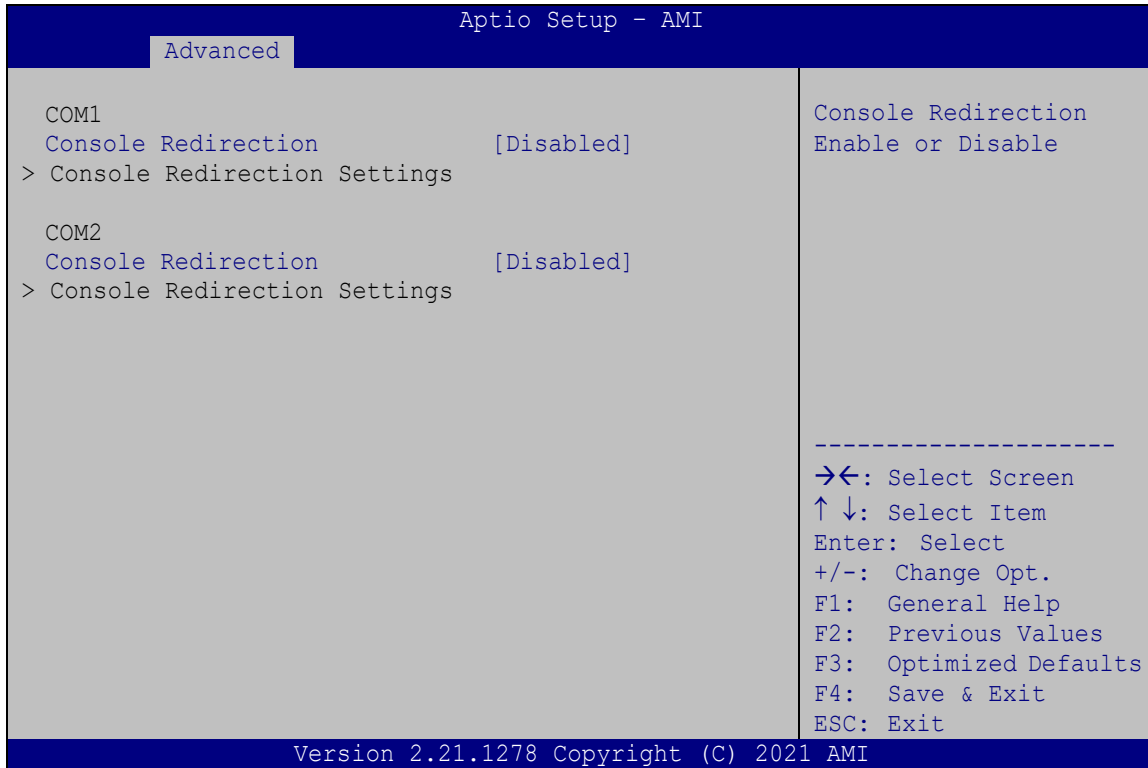 Aptio Setup – AMI
Advanced
COM1
Console Redirection [Disabled]
> Console Redirection Settings
COM2
Console Redirection [Disabled]
> Console Redirection Settings
Console Redirection
Enable or Disable
---------------------
→←: Select Screen
↑ ↓: Select Item
Enter: Select
+/-: Change Opt.
F1: General Help
F2: Previous Values
F3: Optimized Defaults
F4: Save & Exit
ESC: Exit
Version 2.21.1278 Copyright (C) 2021 AMI